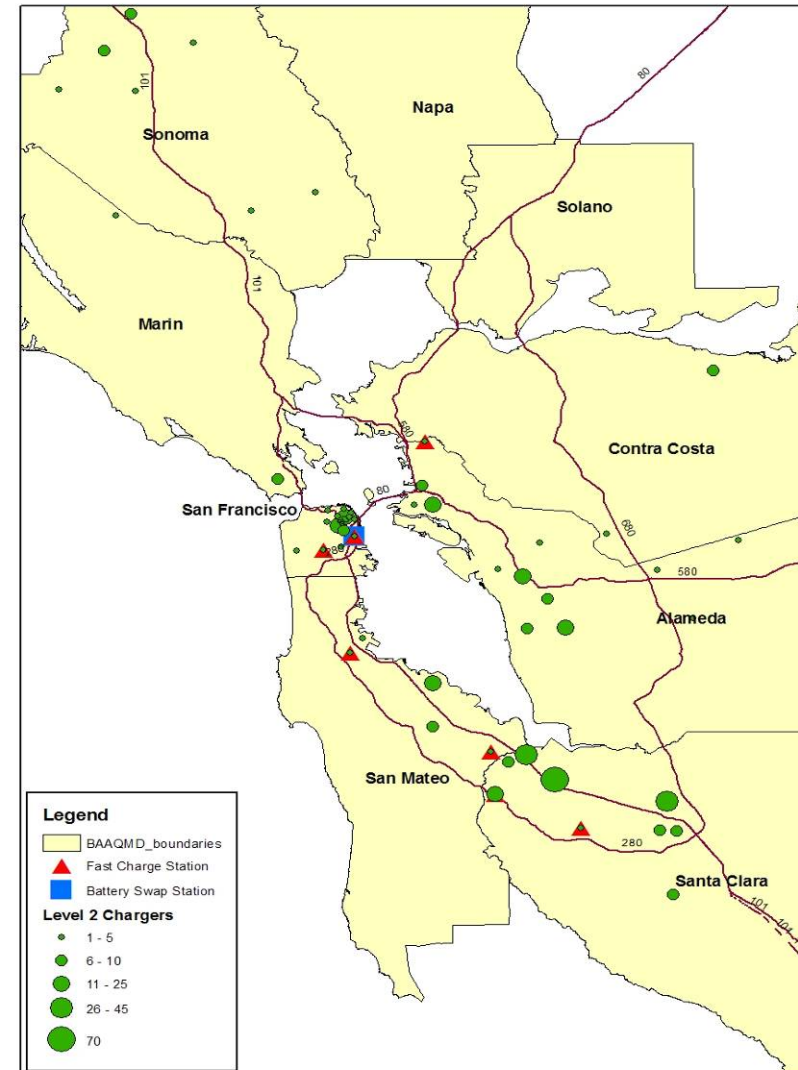 80
Napa
101
Sonoma
Solano
101
Marin
580
Contra Costa
San Francisco
80
680
280
580
Alameda
San Mateo
280
Santa Clara
101
101
Legend
BAAQMD_boundaries
Fast Charge Station
Battery Swap Station
Level 2 Chargers
1 - 5
6 - 10
11 - 25
26 - 45
70